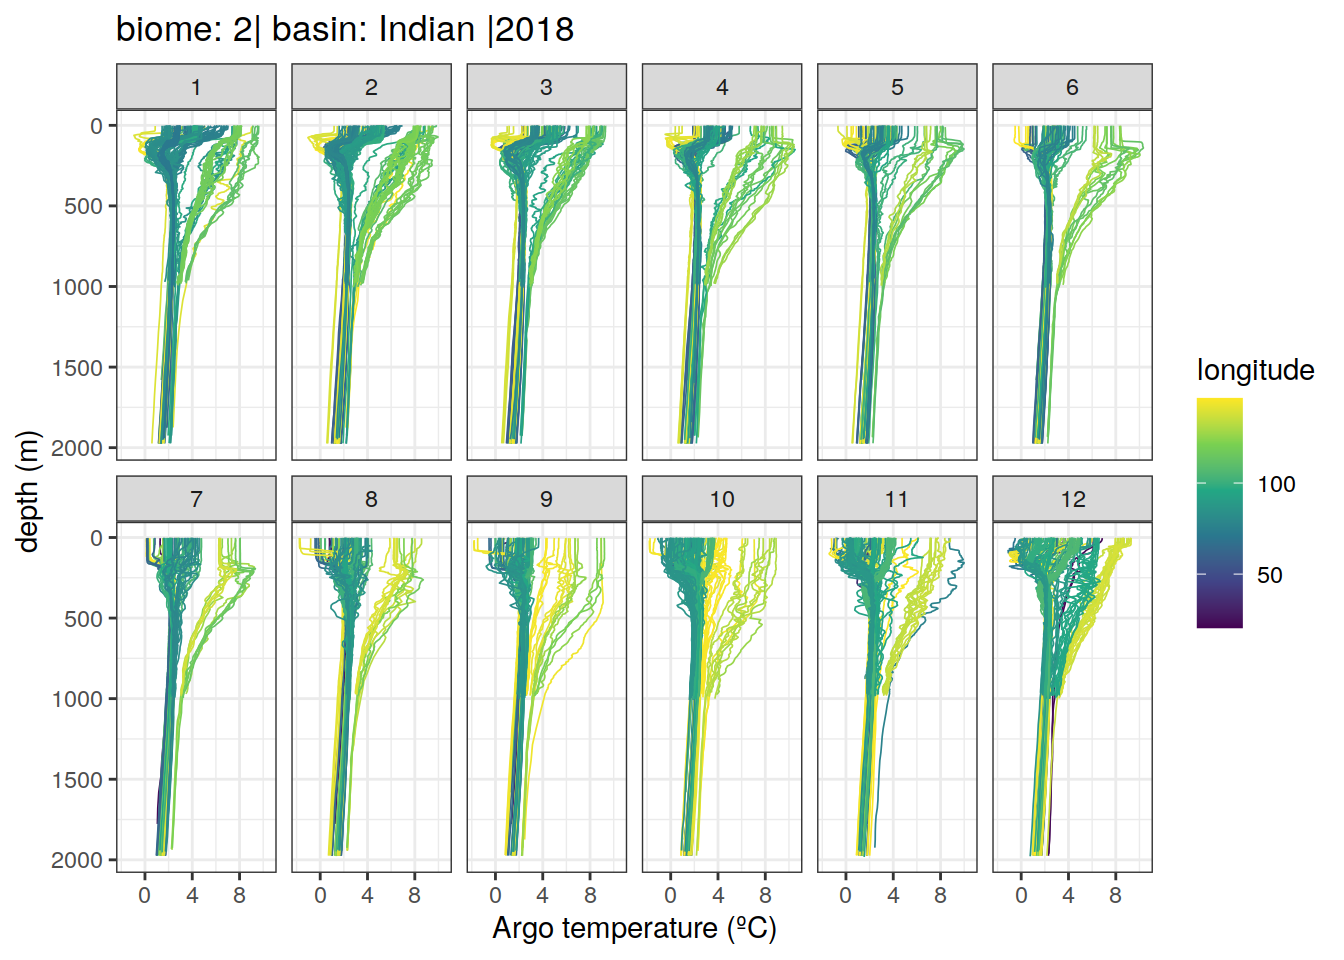 biome: 2| basin: Indian |2018
1 2 3 4 5 6
0
500
1000
1500
2000
7 8 9 10 11 12
0
500
1000
1500
2000
0 4 8 0 4 8 0 4 8 0 4 8 0 4 8 0 4 8
Argo temperature (ºC)
depth (m)
longitude
100
50